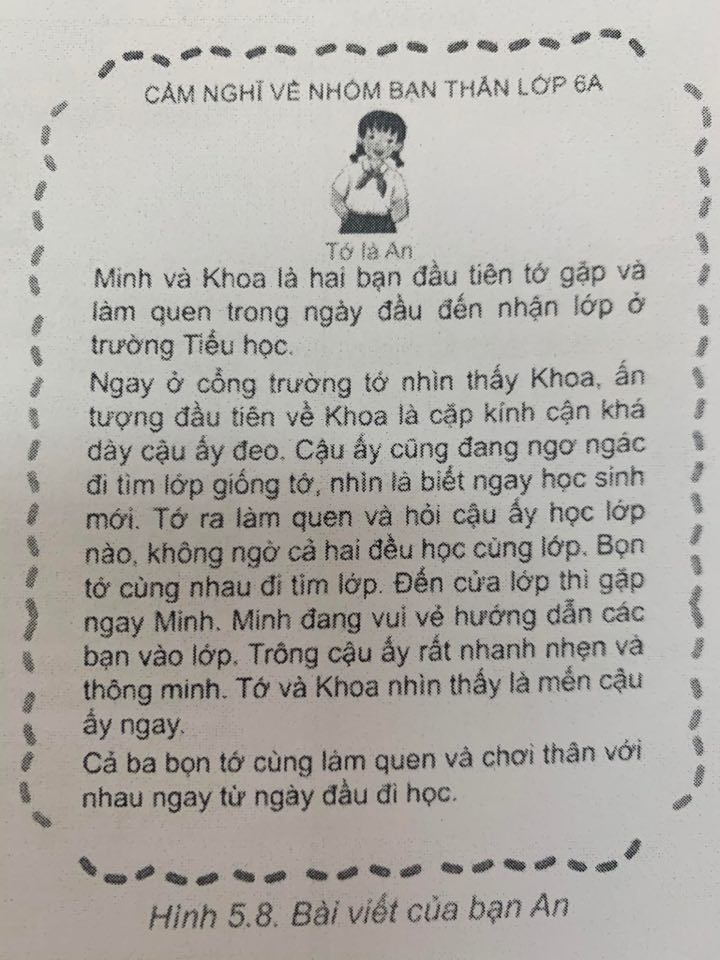 CẢM NGHĨ VỀ NHÓM BẠN THÂN LỚP 6A
Tớ là An
Minh và Khoa là hai bạn đầu tiên tớ gặp và
làm quen trong ngày đầu đến nhận lớp ở
trường Tiểu học.
Ngay ở cổng trường tớ nhìn thấy Khoa, ấn
tượng đầu tiên về Khoa là cặp kính cận khá
dày cậu ấy đeo. Cậu ấy cũng đang ngơ ngác
đi tìm lớp giống tớ, nhìn là biết ngay học sinh
mới. Tớ ra làm quen và hỏi cậu ấy học lớp
nào, không ngờ cả hai đều học cùng lớp. Bọn
tớ cùng nhau đi tìm lớp. Đến cửa lớp thì gặp
ngay Minh. Minh đang vui vẻ hướng dẫn các
bạn vào lớp. Trông cậu ấy rất nhanh nhẹn và
thông minh. Tớ và Khoa nhìn thấy là mến cậu
ấy ngay.
Cả ba bọn tớ cùng làm quen và chơi thân với
nhau ngay từ ngày đầu đi học.
Hình 5.8. Bài viết của bạn An